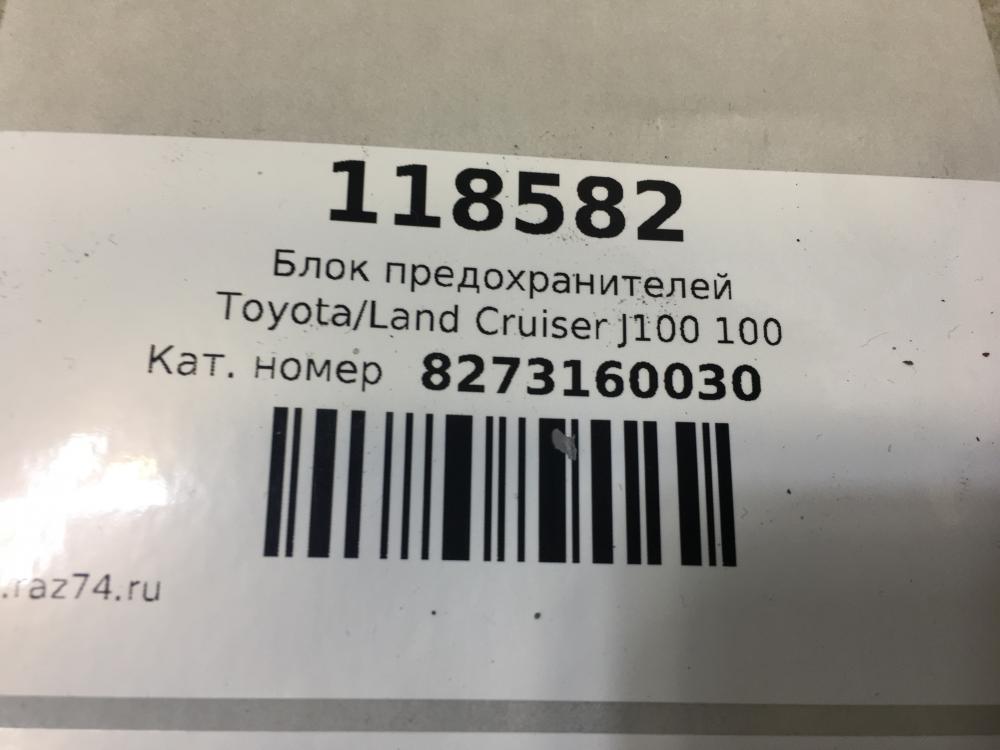 118582
Блок предохранителей
Toyota/Land Cruiser J100 100
Кат. номер 8273160030
.raz74.ru